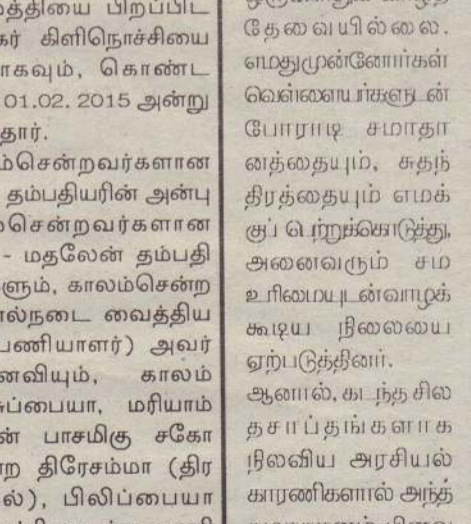 த்தியை பிறப்பிட
கர் கிளிநொச்சியை
ாகவும், கொண்ட
01.02. 2015 அன்று
தார்.
ம்சென்றவர்களான
தம்பதியரின் அன்பு
சென்றவர்களான
- மதலேன் தம்பதி
களும், காலம்சென்ற
ால்நடை வைத்திய
பணியாளர்) அவர்
னவியும், காலம்
சுப்பையா, மரியாம்
ன் பாசமிகு சகோ
ற திரேசம்மா (திர
ல்), பிலிப்பையா
தேவையில்லை.
எமதுமுன்னோர்கள்
வெள்ளையர்களுடன்
போராடி சமாதா
னத்தையும், சுதந்
திரத்தையும் எமக்
குப் பெற்றுக்கொடுத்து,
அனைவரும் சம
உரிமையுடன்வாழக்
கூடிய நிலையை
ஏற்படுத்தினர்.
ஆனால், கடந்த சில
தசாப்தங்களாக
நிலவிய அரசியல்
காரணிகளால் அந்த்